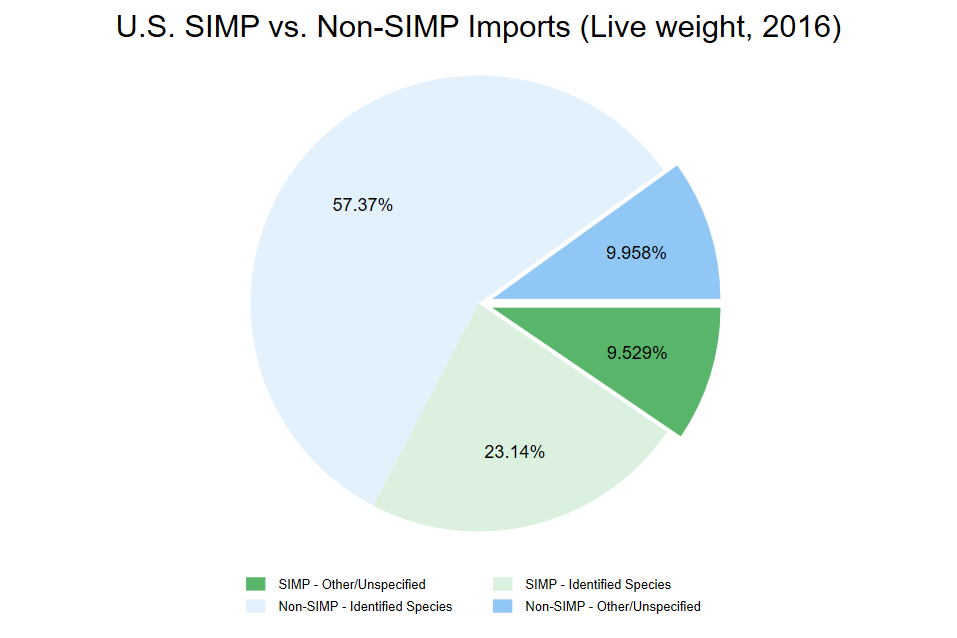 U.S. SIMP vs. Non-SIMP Imports (Live weight, 2016)
57.37%
9.958%
9.529%
23.14%
SIMP - Other/Unspecified
SIMP - Identified Species
Non-SIMP - Identified Species
Non-SIMP - Other/Unspecified